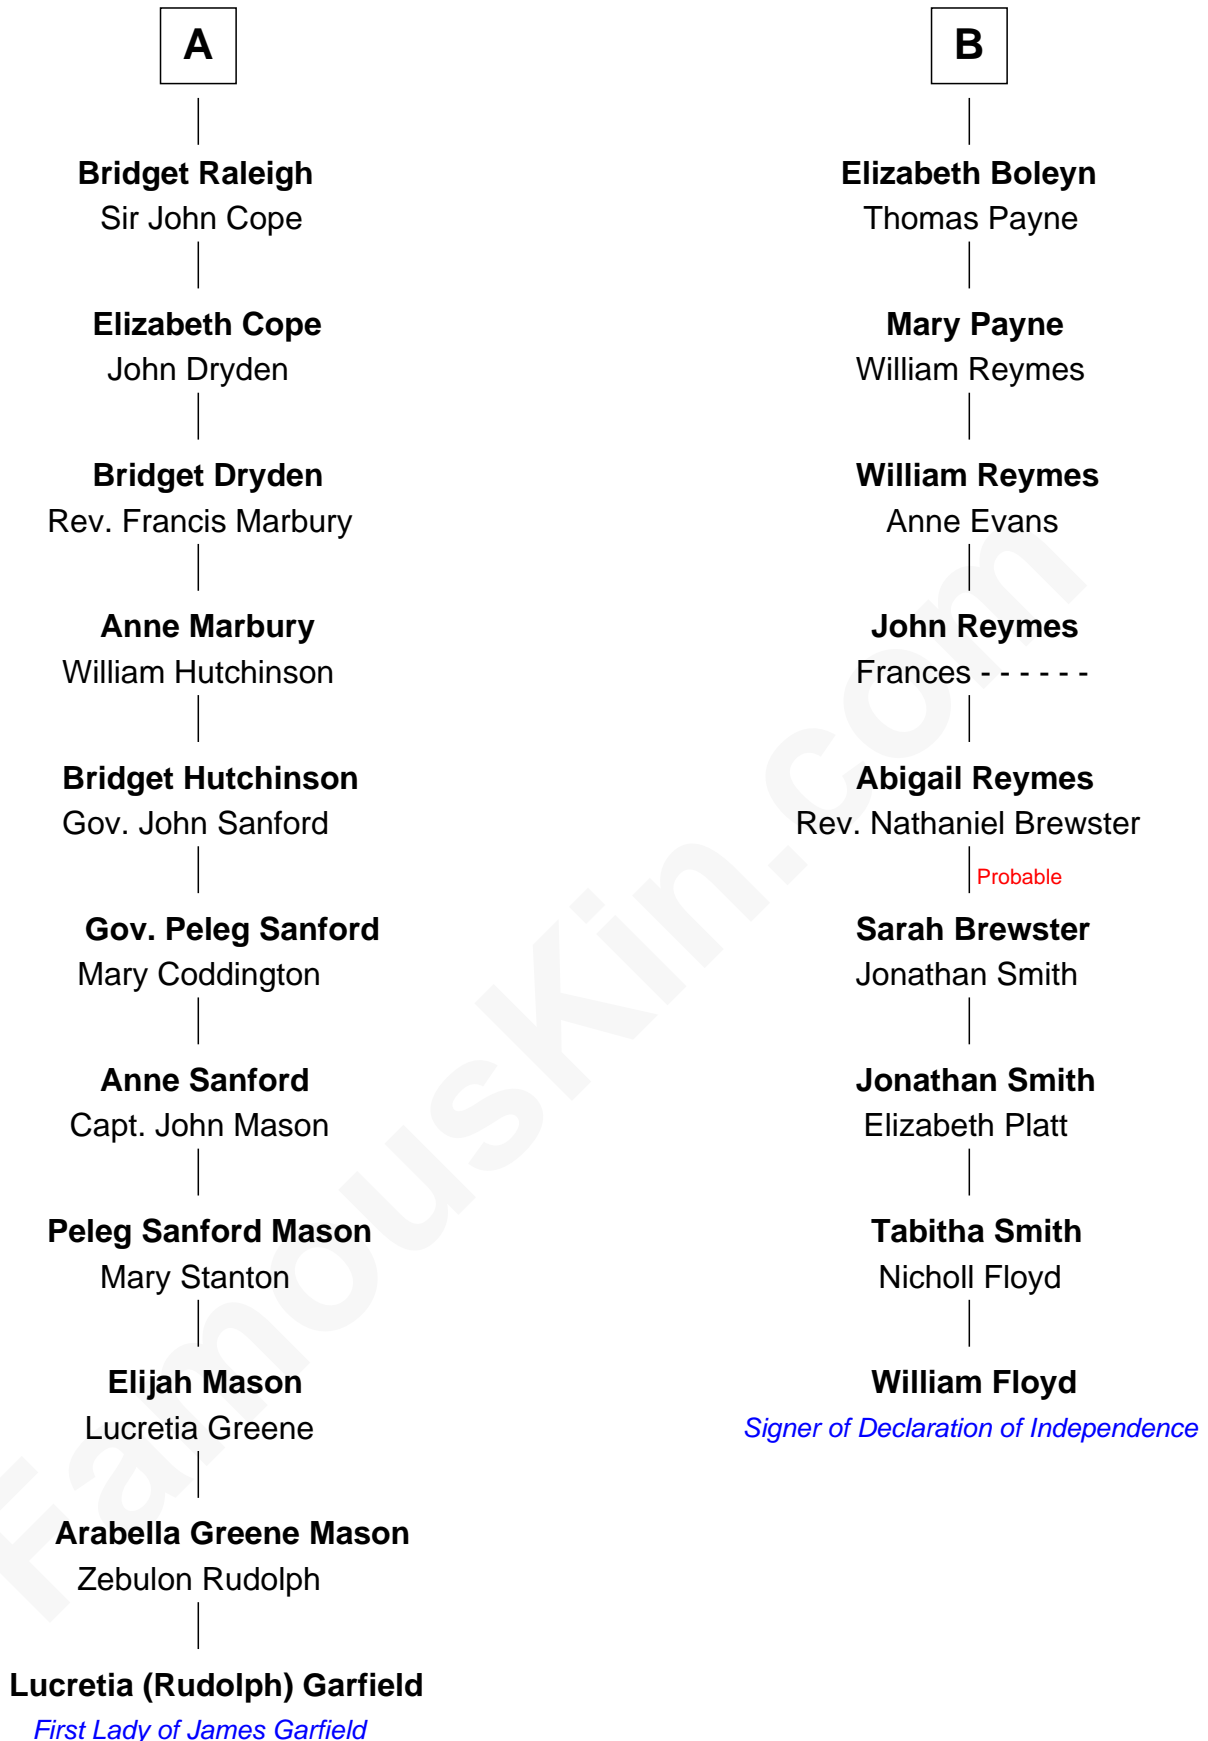 A
Bridget Raleigh
Sir John Cope
Elizabeth Cope
John Dryden
Bridget Dryden
Rev. Francis Marbury
Anne Marbury
William Hutchinson
Bridget Hutchinson
Gov. John Sanford
Gov. Peleg Sanford
Mary Coddington
Anne Sanford
Capt. John Mason
Peleg Sanford Mason
Mary Stanton
Elijah Mason
Lucretia Greene
Arabella Greene Mason
Zebulon Rudolph
Lucretia (Rudolph) Garfield
First Lady of James Garfield
B
Elizabeth Boleyn
Thomas Payne
Mary Payne
William Reymes
William Reymes
Anne Evans
John Reymes
Frances - - - - - -
Abigail Reymes
Rev. Nathaniel Brewster
Probable
Sarah Brewster
Jonathan Smith
Jonathan Smith
Elizabeth Platt
Tabitha Smith
Nicholl Floyd
William Floyd
Signer of Declaration of Independence
FamousKin.com